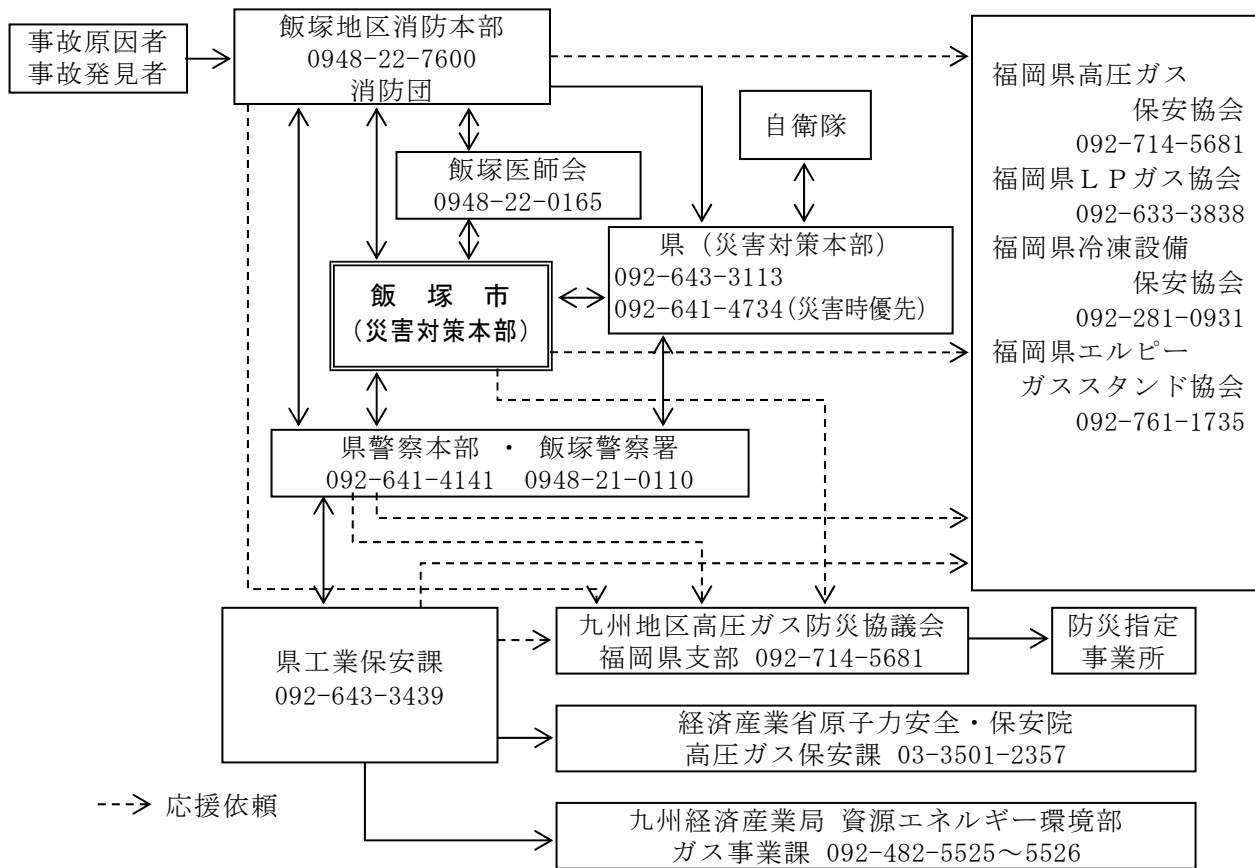 事故原因者
事故発見者
飯塚地区消防本部
0948-22-7600
消防団
福岡県高圧ガス
保安協会
092-714-5681
福岡県ＬＰガス協会
092-633-3838
福岡県冷凍設備
保安協会
092-281-0931
福岡県エルピー
ガススタンド協会
092-761-1735
自衛隊
飯塚医師会
0948-22-0165
県（災害対策本部）
092-643-3113
092-641-4734(災害時優先)
飯　塚　市
（災害対策本部）
県警察本部 ・ 飯塚警察署
092-641-4141　0948-21-0110
県工業保安課
092-643-3439
九州地区高圧ガス防災協議会
福岡県支部 092-714-5681
防災指定
事業所
経済産業省原子力安全・保安院
高圧ガス保安課 03-3501-2357
応援依頼
九州経済産業局 資源エネルギー環境部
ガス事業課 092-482-5525～5526